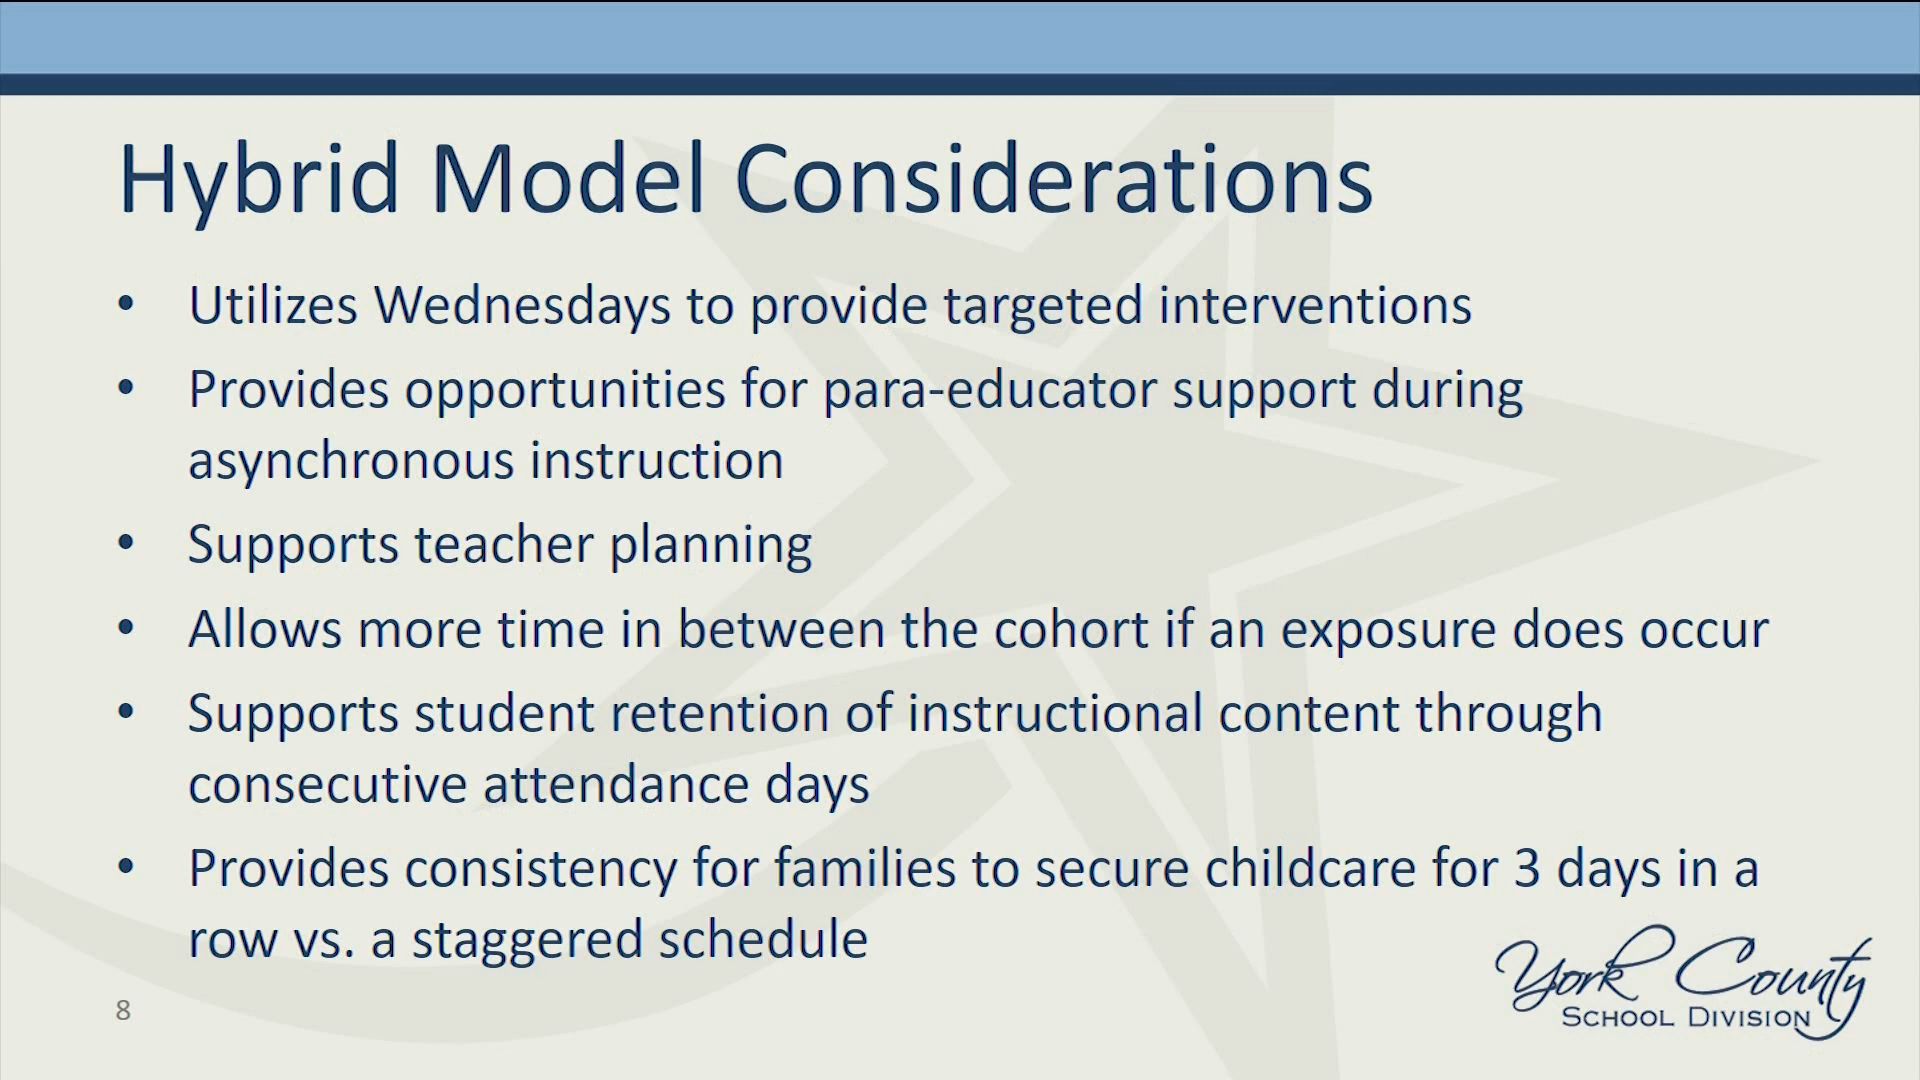 Hybrid Model Considerations
• Utilizes Wednesdays to provide targeted interventions
• Provides opportunities for para-educator support during
asynchronous instruction
• Supports teacher planning
• Allows more time in between the cohort if an exposure does occur
• Supports student retention of instructional content through
consecutive attendance days
• Provides consistency for families to secure childcare for 3 days in a
row vs. a staggered schedule
8
York County
SCHOOL DIVISION